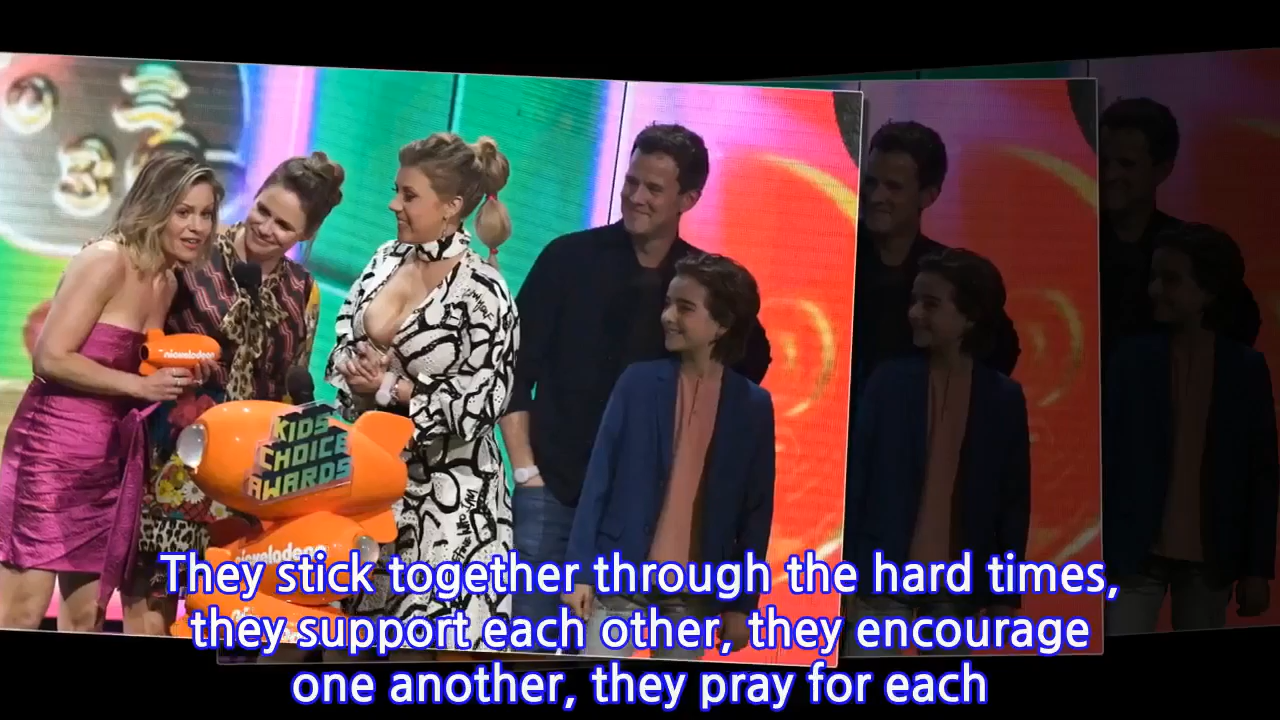 nickelodeon
KIDS'
CHOICE
AWARDS
nickelodeon
They stick together through the hard times,
they support each other, they encourage
one another, they pray for each